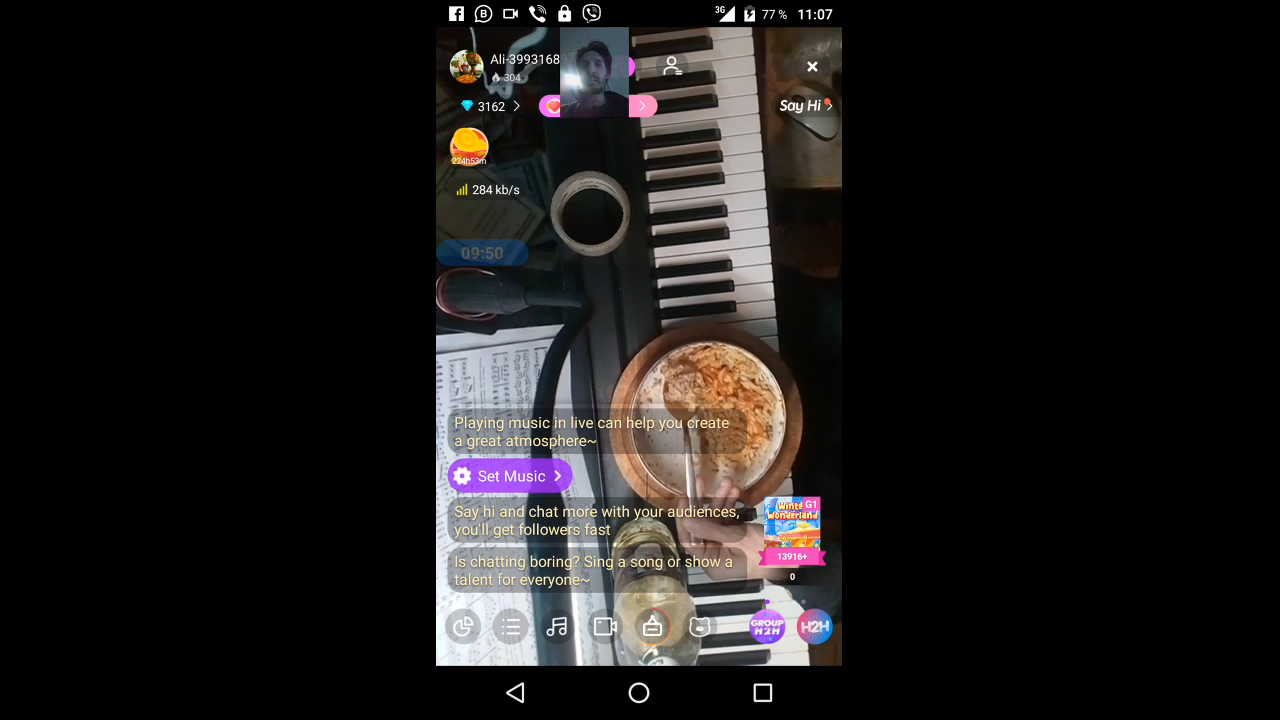 3G 77 % 11:07
Ali-3993168
304
3162
Say Hi
224h53m
284 kb/s
09:50
Playing music in live can help you create
a great atmosphere~
Set Music
Say hi and chat more with your audiences,
you'll get followers fast
Is chatting boring? Sing a song or show a
talent for everyone~
G1
Wonderland
13916+
0
GROUP
H2H
H2H